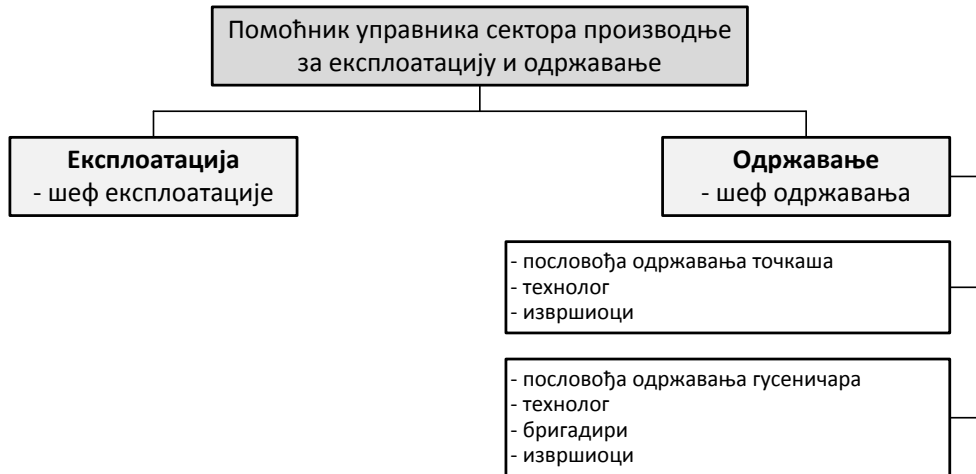 Помоћник управника сектора производње
за експлоатацију и одржавање
Експлоатација
- шеф експлоатације
Одржавање
- шеф одржавања
- пословођа одржавања точкаша
- технолог
- извршиоци
- пословођа одржавања гусеничара
- технолог
- бригадири
- извршиоци